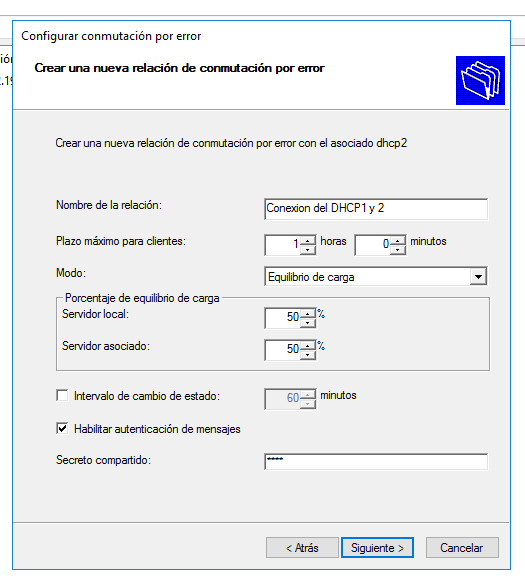 Configurar conmutación por error
Crear una nueva relación de conmutación por error
Crear una nueva relación de conmutación por error con el asociado dhcp2
Nombre de la relación: Conexion del DHCP1 y 2
Plazo máximo para clientes: 1 horas 0 minutos
Modo: Equilibrio de carga
Porcentaje de equilibrio de carga
Servidor local: 50 %
Servidor asociado: 50 %
Intervalo de cambio de estado: 60 minutos
Habilitar autenticación de mensajes
Secreto compartido: ****
< Atrás Siguiente > Cancelar